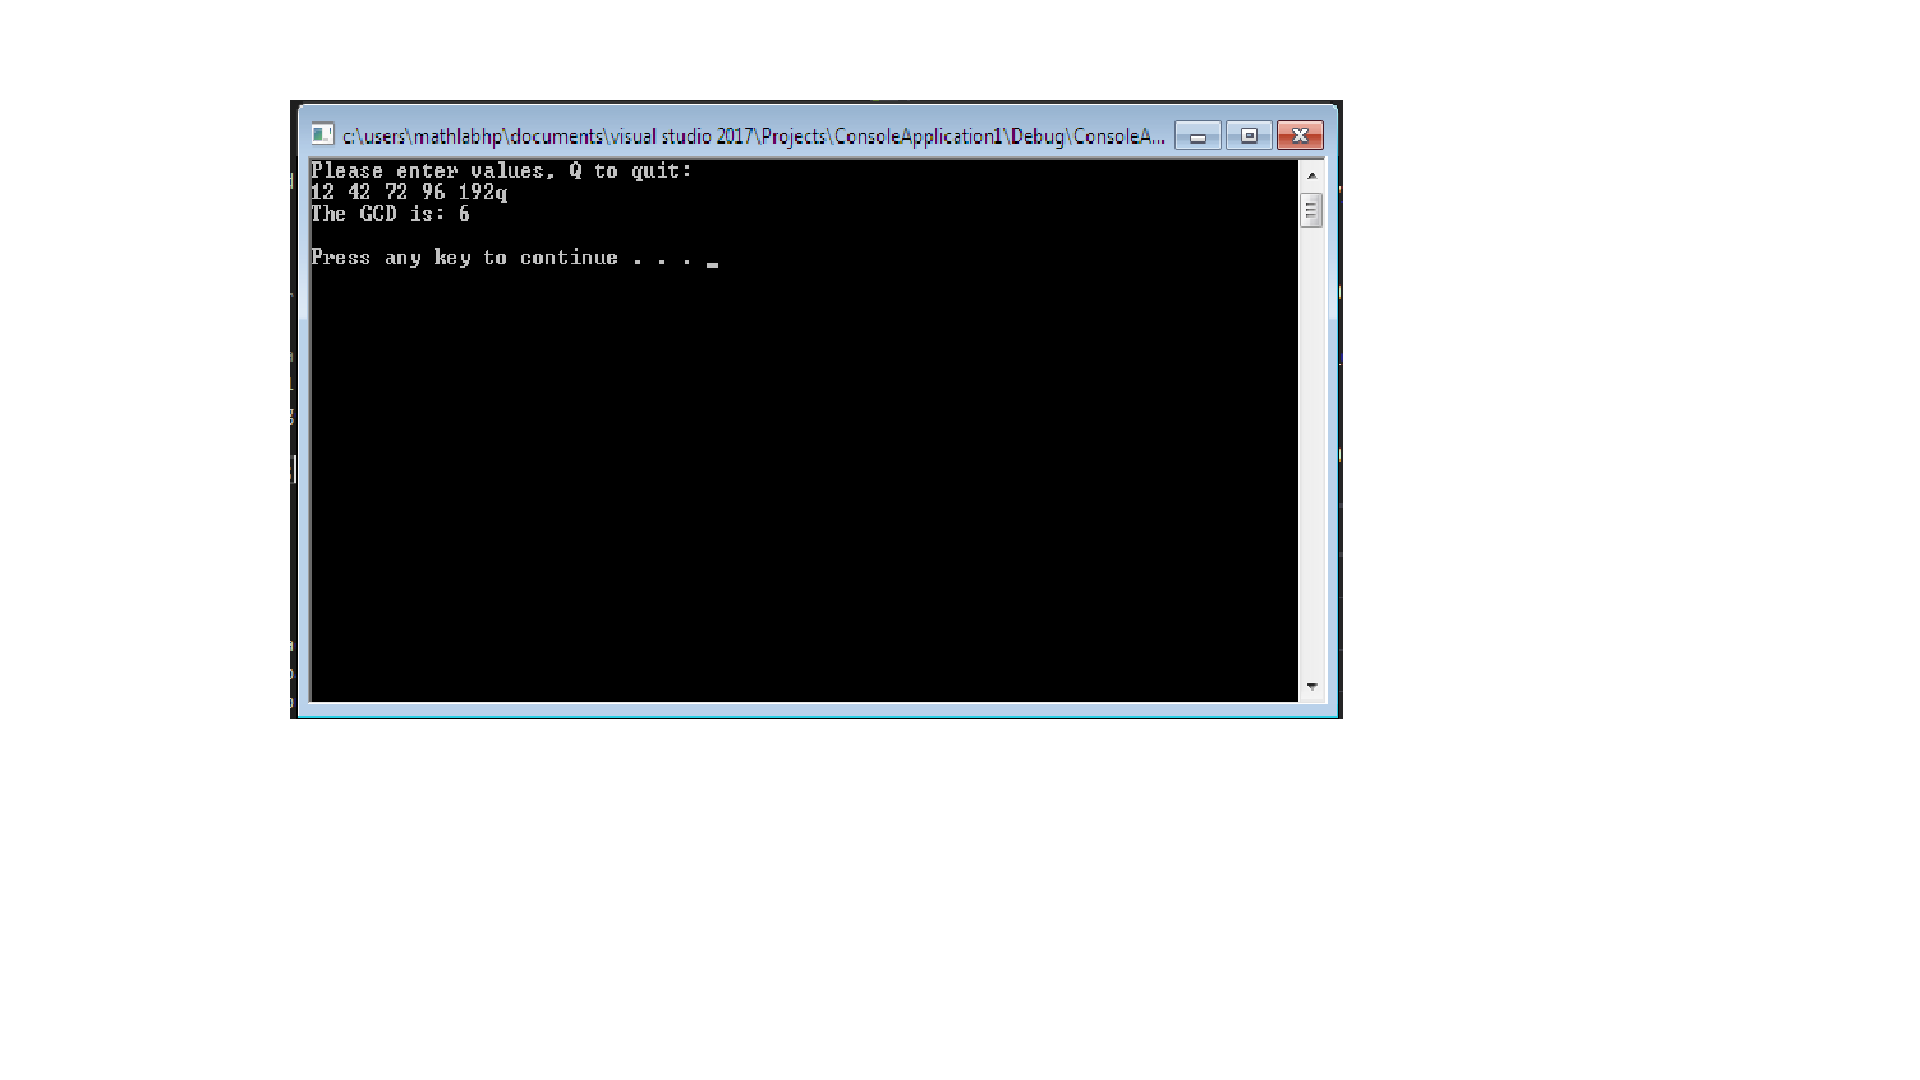 c:\users\mathlabhp\documents\visual studio 2017\Projects\ConsoleApplication1\Debug\ConsoleA...
Please enter values, Q to quit:
12 42 72 96 192q
The GCD is: 6
Press any key to continue . . . _